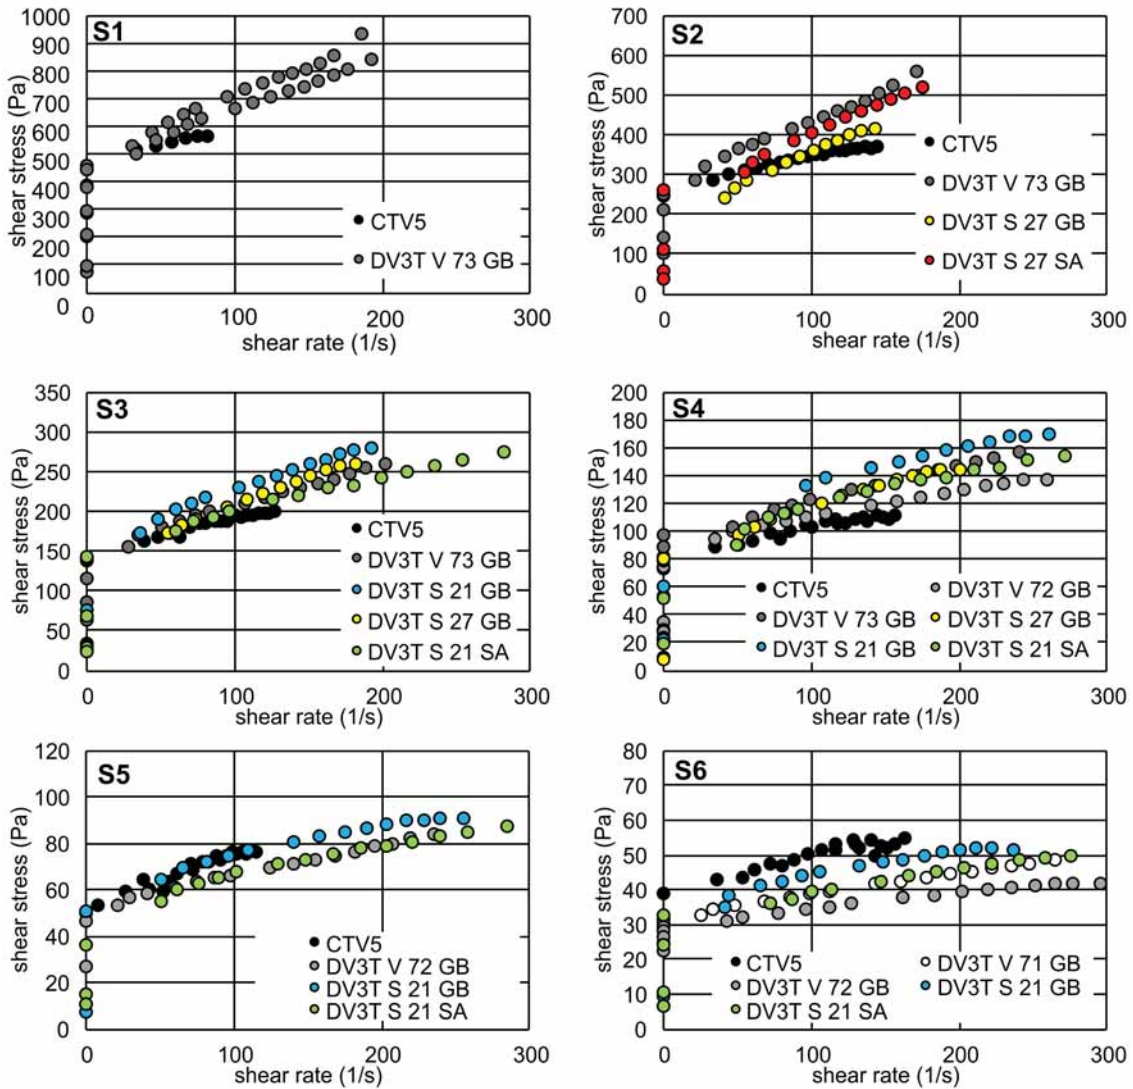 S1
shear stress (Pa)
1000
900
800
700
600
500
400
300
200
100
0
CTV5
DV3T V 73 GB
0
100
200
300
shear rate (1/s)
S2
shear stress (Pa)
700
600
500
400
300
200
100
0
CTV5
DV3T V 73 GB
DV3T S 27 GB
DV3T S 27 SA
0
100
200
300
shear rate (1/s)
S3
shear stress (Pa)
350
300
250
200
150
100
50
0
CTV5
DV3T V 73 GB
DV3T S 21 GB
DV3T S 27 GB
DV3T S 21 SA
0
100
200
300
shear rate (1/s)
S4
shear stress (Pa)
200
180
160
140
120
100
80
60
40
20
0
CTV5
DV3T V 72 GB
DV3T V 73 GB
DV3T S 27 GB
DV3T S 21 GB
DV3T S 21 SA
0
100
200
300
shear rate (1/s)
S5
shear stress (Pa)
120
100
80
60
40
20
0
CTV5
DV3T V 72 GB
DV3T S 21 GB
DV3T S 21 SA
0
100
200
300
shear rate (1/s)
S6
shear stress (Pa)
80
70
60
50
40
30
20
10
0
CTV5
DV3T V 71 GB
DV3T V 72 GB
DV3T S 21 GB
DV3T S 21 SA
0
100
200
300
shear rate (1/s)